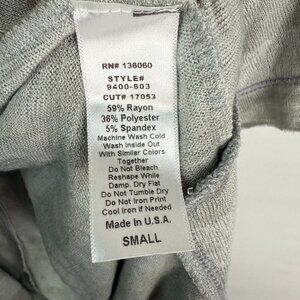 RN# 136060
STYLE#
9400-603
CUT# 17053
59% Rayon
36% Polyester
5% Spandex
Machine Wash Cold
Wash Inside Out
With Similar Colors
Together
Do Not Bleach
Reshape While
Damp. Dry Flat
Do Not Tumble Dry
Do Not Iron Print
Cool Iron if Needed
Made In U.S.A.
SMALL